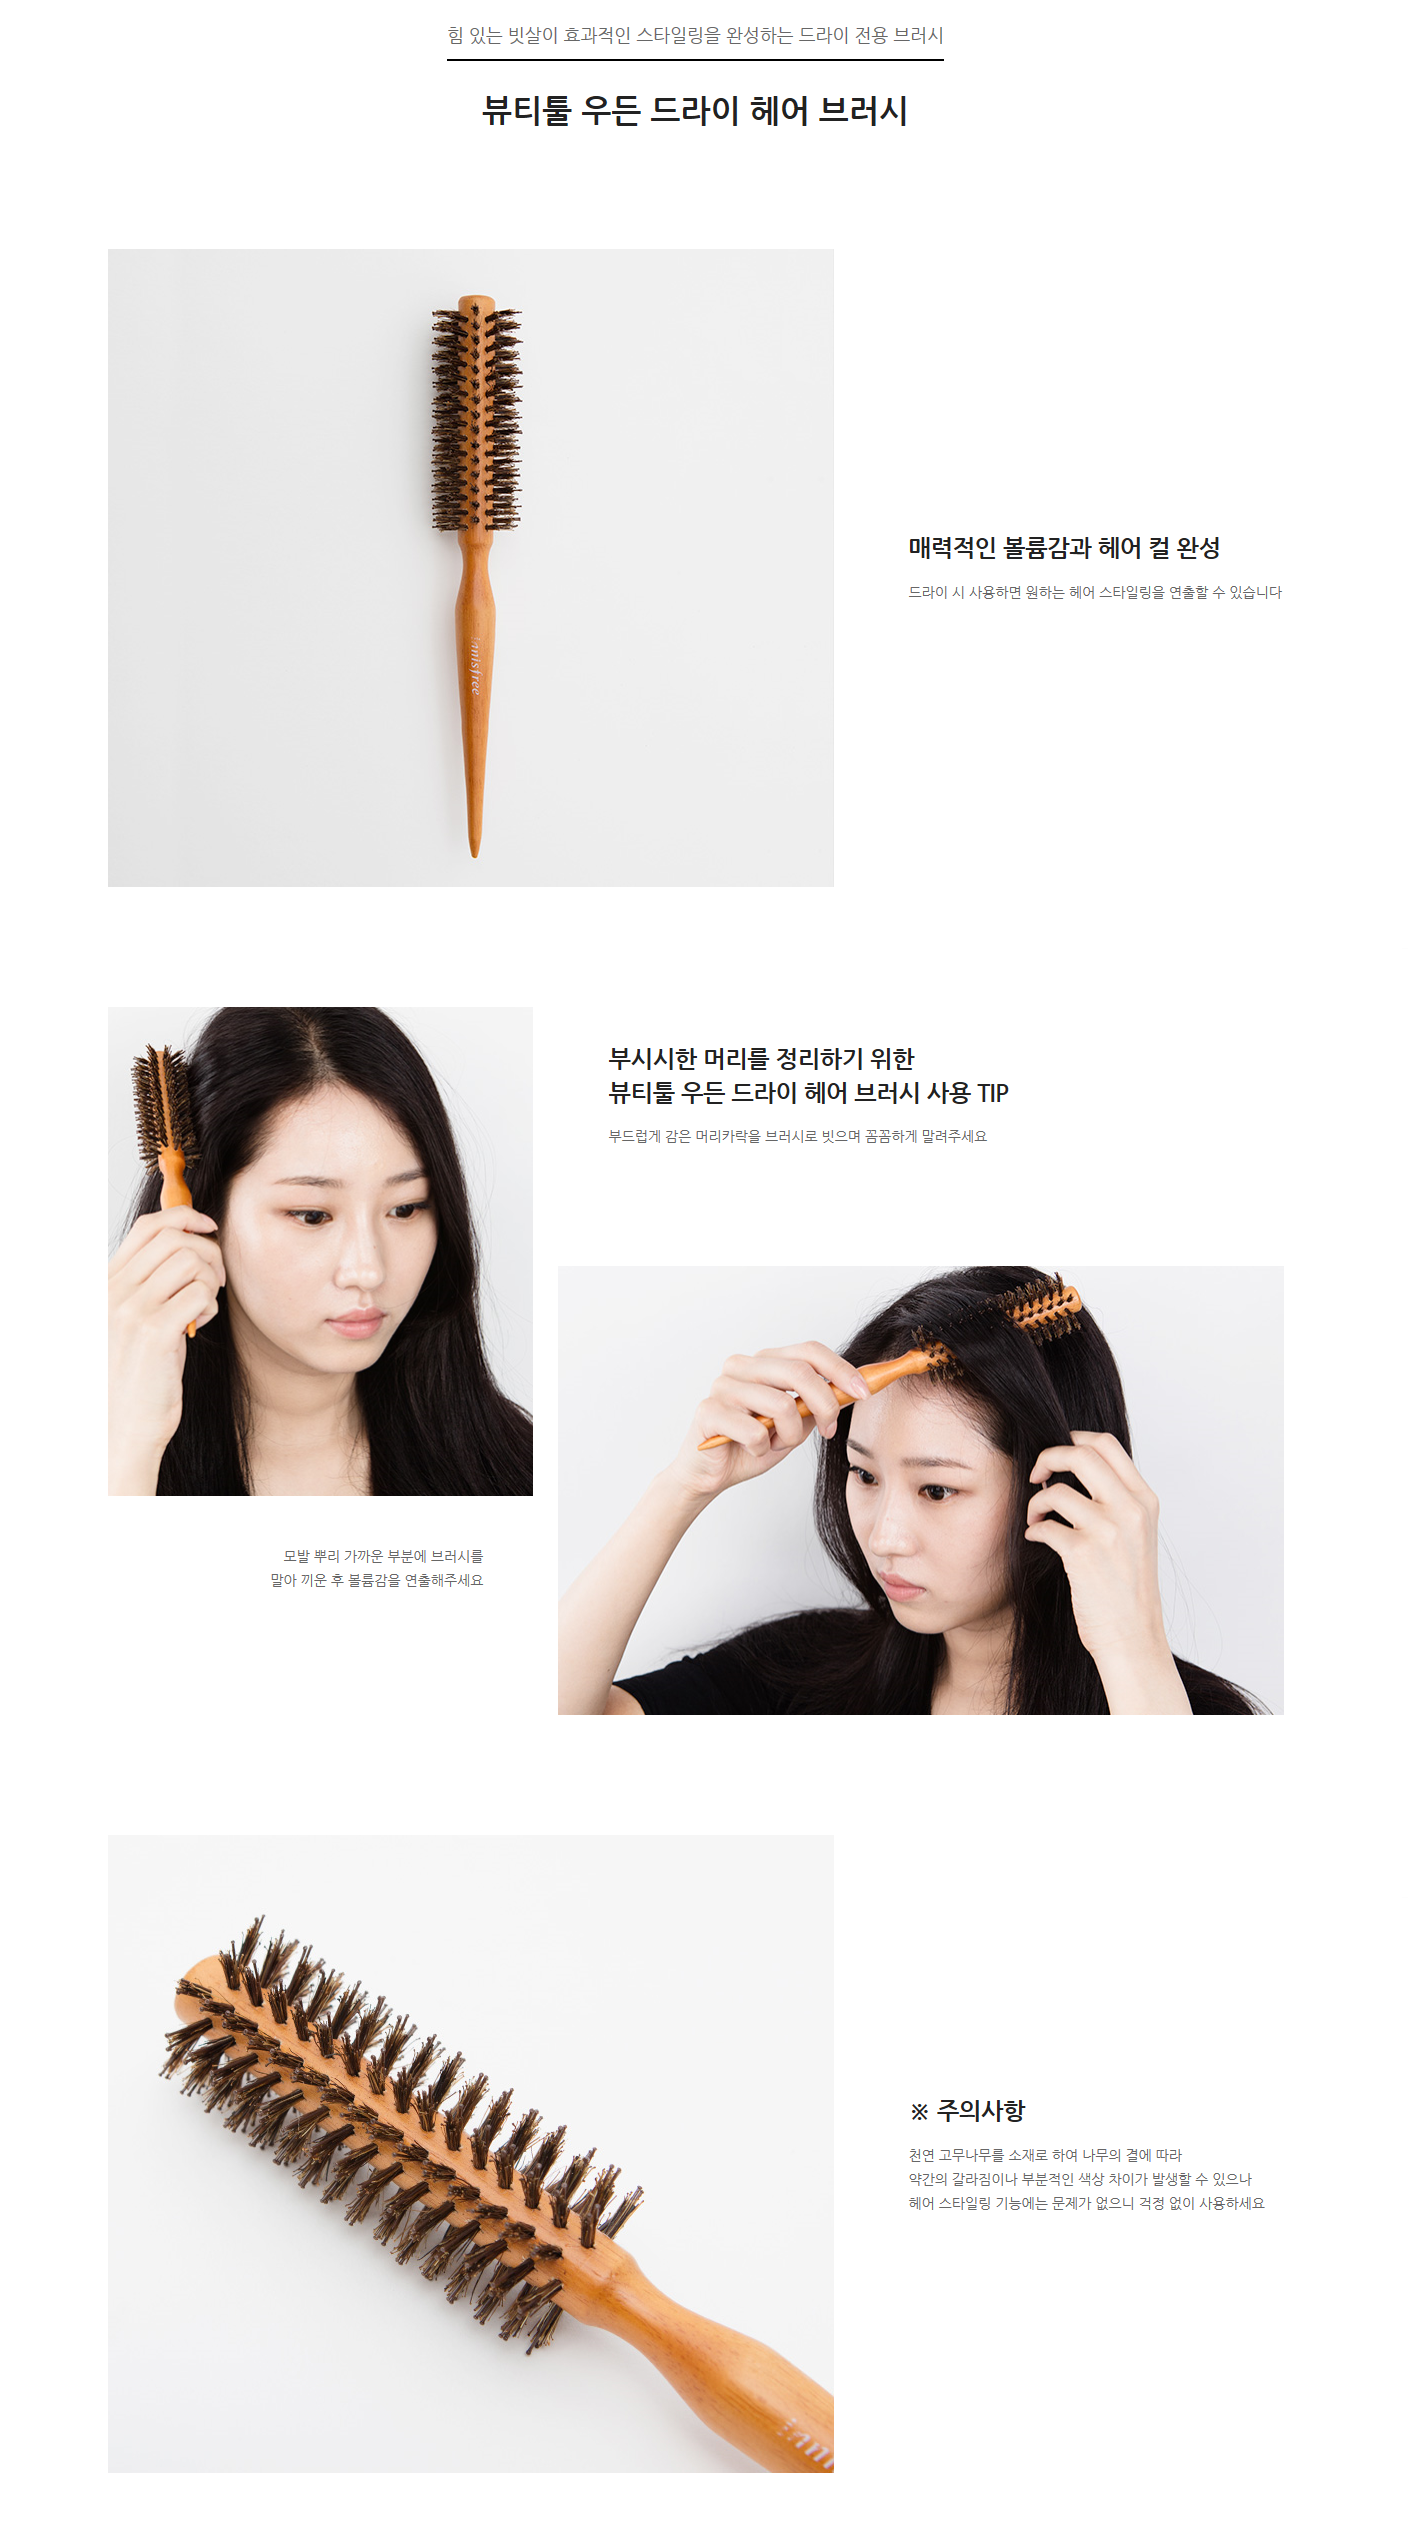 힘 있는 빗살이 효과적인 스타일링을 완성하는 드라이 전용 브러시
뷰티툴 우든 드라이 헤어 브러시
innisfree
매력적인 볼륨감과 헤어 컬 완성
드라이 시 사용하면 원하는 헤어 스타일링을 연출할 수 있습니다
부시시한 머리를 정리하기 위한
뷰티툴 우든 드라이 헤어 브러시 사용 TIP
부드럽게 감은 머리카락을 브러시로 빗으며 꼼꼼하게 말려주세요
모발 뿌리 가까운 부분에 브러시를
말아 끼운 후 볼륨감을 연출해주세요
※ 주의사항
천연 고무나무를 소재로 하여 나무의 결에 따라
약간의 갈라짐이나 부분적인 색상 차이가 발생할 수 있으나
헤어 스타일링 기능에는 문제가 없으니 걱정 없이 사용하세요
inni